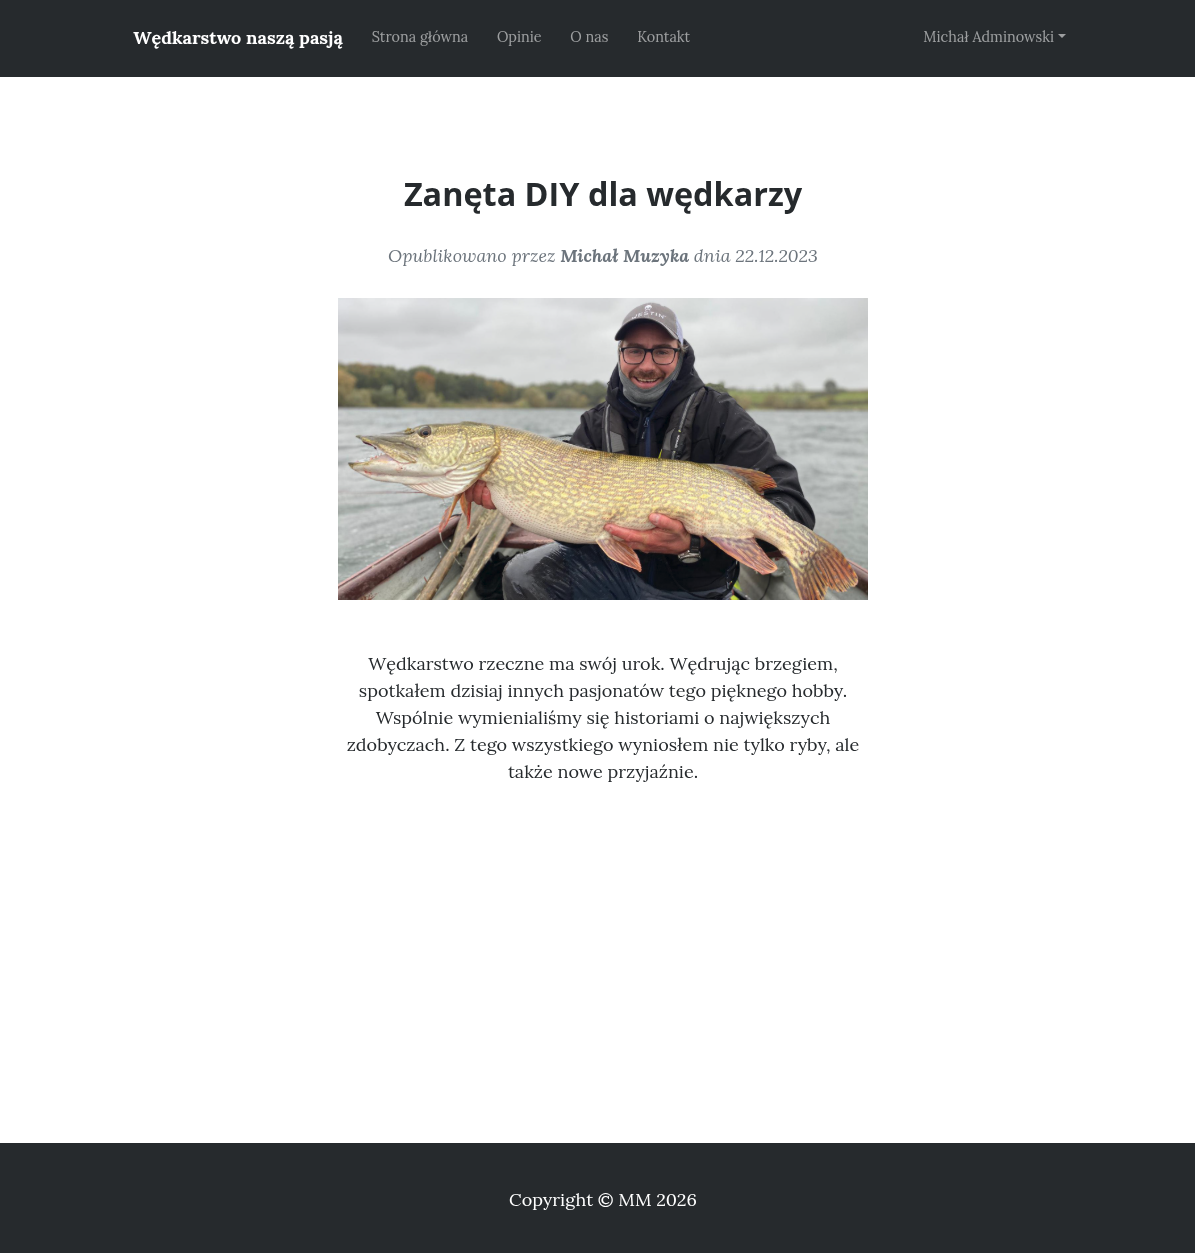 Wędkarstwo naszą pasją Strona główna Opinie O nas Kontakt Michał Adminowski
Zanęta DIY dla wędkarzy
Opublikowano przez Michał Muzyka dnia 22.12.2023
WESTIN
Wędkarstwo rzeczne ma swój urok. Wędrując brzegiem,
spotkałem dzisiaj innych pasjonatów tego pięknego hobby.
Wspólnie wymienialiśmy się historiami o największych
zdobyczach. Z tego wszystkiego wyniosłem nie tylko ryby, ale
także nowe przyjaźnie.
Copyright © MM 2026